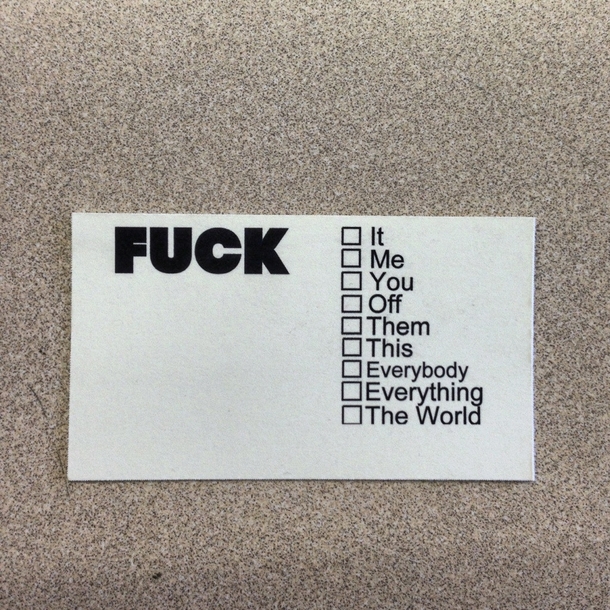 FUCK
☐ It
☐ Me
☐ You
☐ Off
☐ Them
☐ This
☐ Everybody
☐ Everything
☐ The World